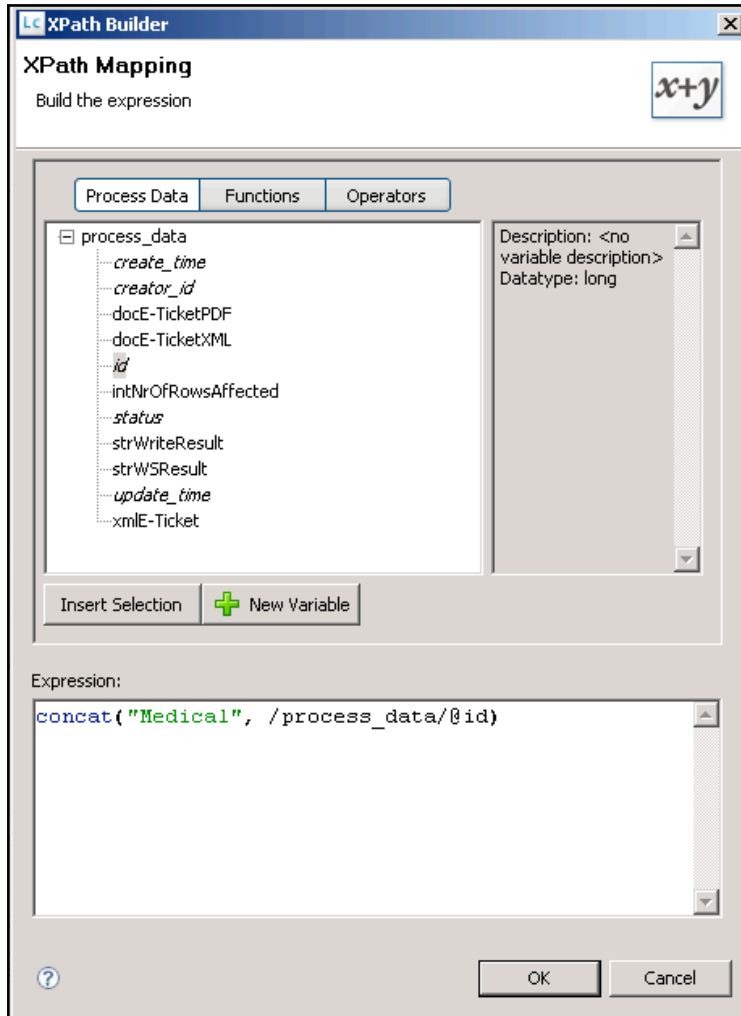 Lc XPath Builder
XPath Mapping
Build the expression
x+y
Process Data Functions Operators
process_data
create_time
creator_id
docE-TicketPDF
docE-TicketXML
id
intNrOfRowsAffected
status
strWriteResult
strWSResult
update_time
xmlE-Ticket
Description: <no
variable description>
Datatype: long
Insert Selection New Variable
Expression:
concat("Medical", /process_data/@id)
? OK Cancel